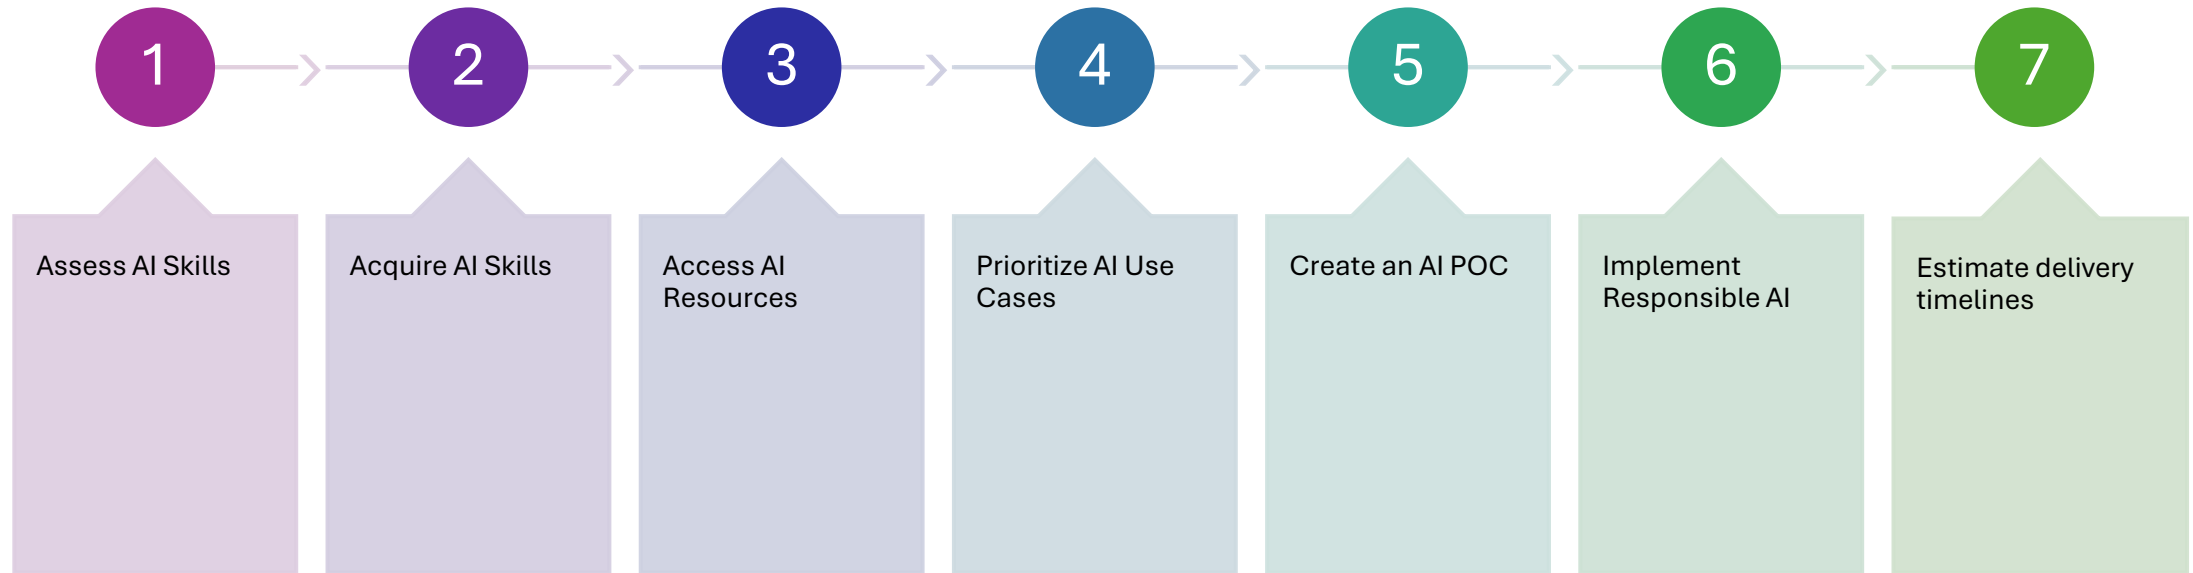 1
2
3
4
5
6
7
Assess AI Skills
Acquire AI Skills
Access AI
Resources
Prioritize AI Use
Cases
Create an AI POC
Implement
Responsible AI
Estimate delivery
timelines